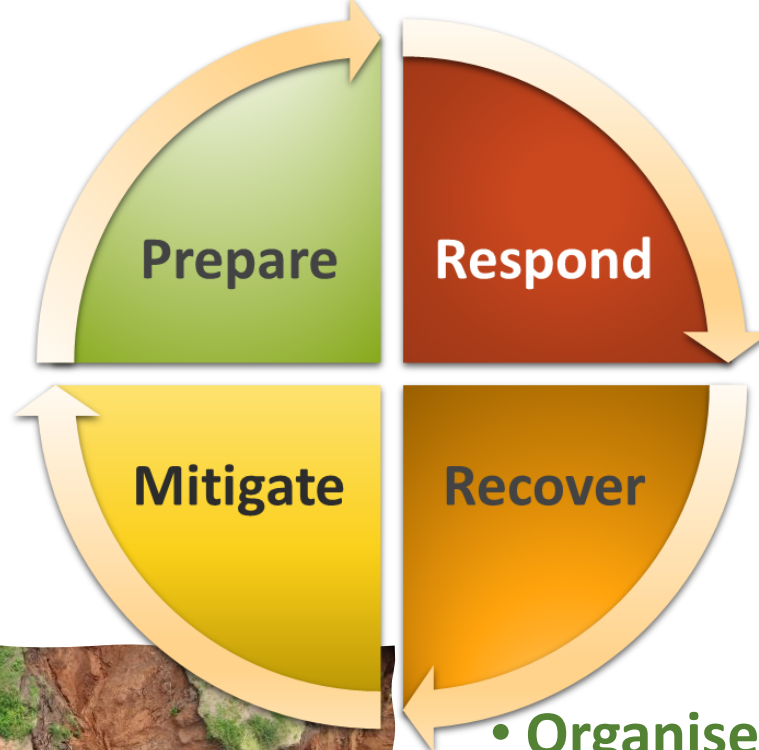 Prepare
Respond
Mitigate
Recover
• Organise